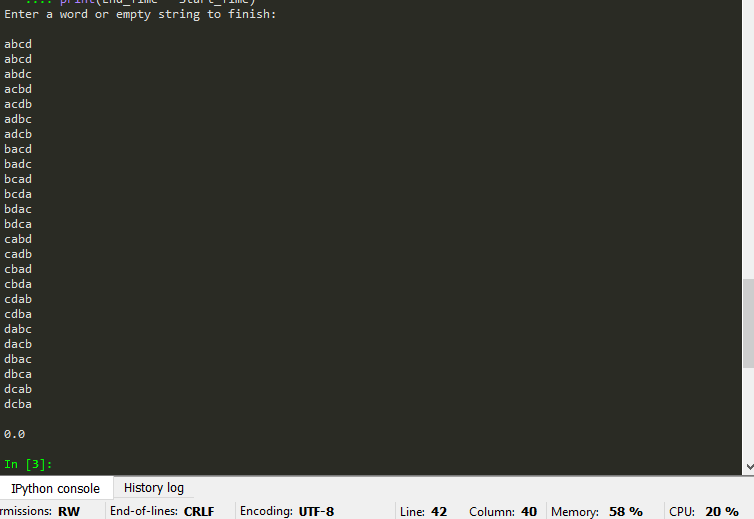 ...: print(End_Time - Start_Time)
Enter a word or empty string to finish:
abcd
abcd
abdc
acbd
acdb
adbc
adcb
bacd
badc
bcad
bcda
bdac
bdca
cabd
cadb
cbad
cbda
cdab
cdba
dabc
dacb
dbac
dbca
dcab
dcba
0.0
In [3]:
IPython console History log
rmissions: RW End-of-lines: CRLF Encoding: UTF-8 Line: 42 Column: 40 Memory: 58 % CPU: 20 %